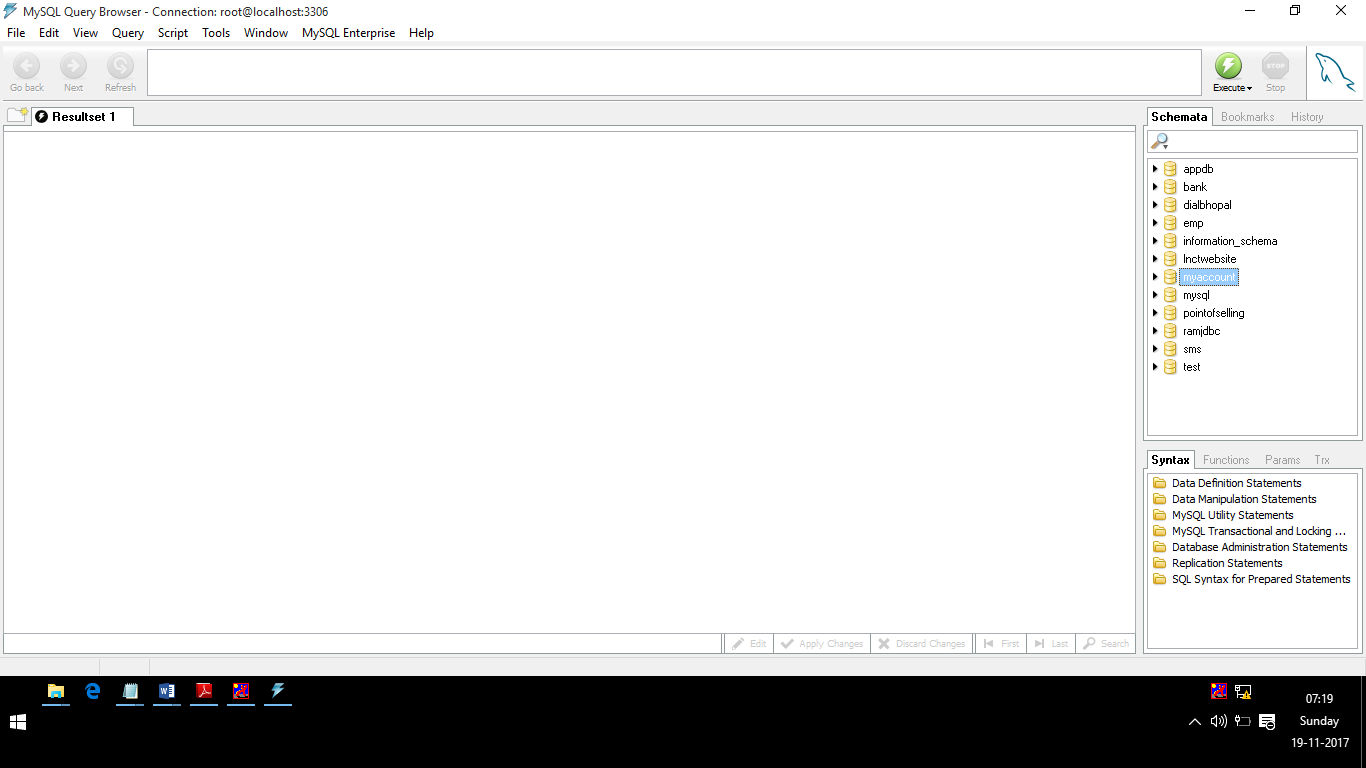 MySQL Query Browser - Connection: root@localhost:3306
File Edit View Query Script Tools Window MySQL Enterprise Help
Go back Next Refresh Execute STOP Stop
Resultset 1
Schemata Bookmarks History
appdb
bank
dialbhopal
emp
information_schema
lnctwebsite
myaccount
mysql
pointofselling
ramjdbc
sms
test
Syntax Functions Params Trx
Data Definition Statements
Data Manipulation Statements
MySQL Utility Statements
MySQL Transactional and Locking ...
Database Administration Statements
Replication Statements
SQL Syntax for Prepared Statements
Edit Apply Changes Discard Changes First Last Search
07:19
Sunday
19-11-2017